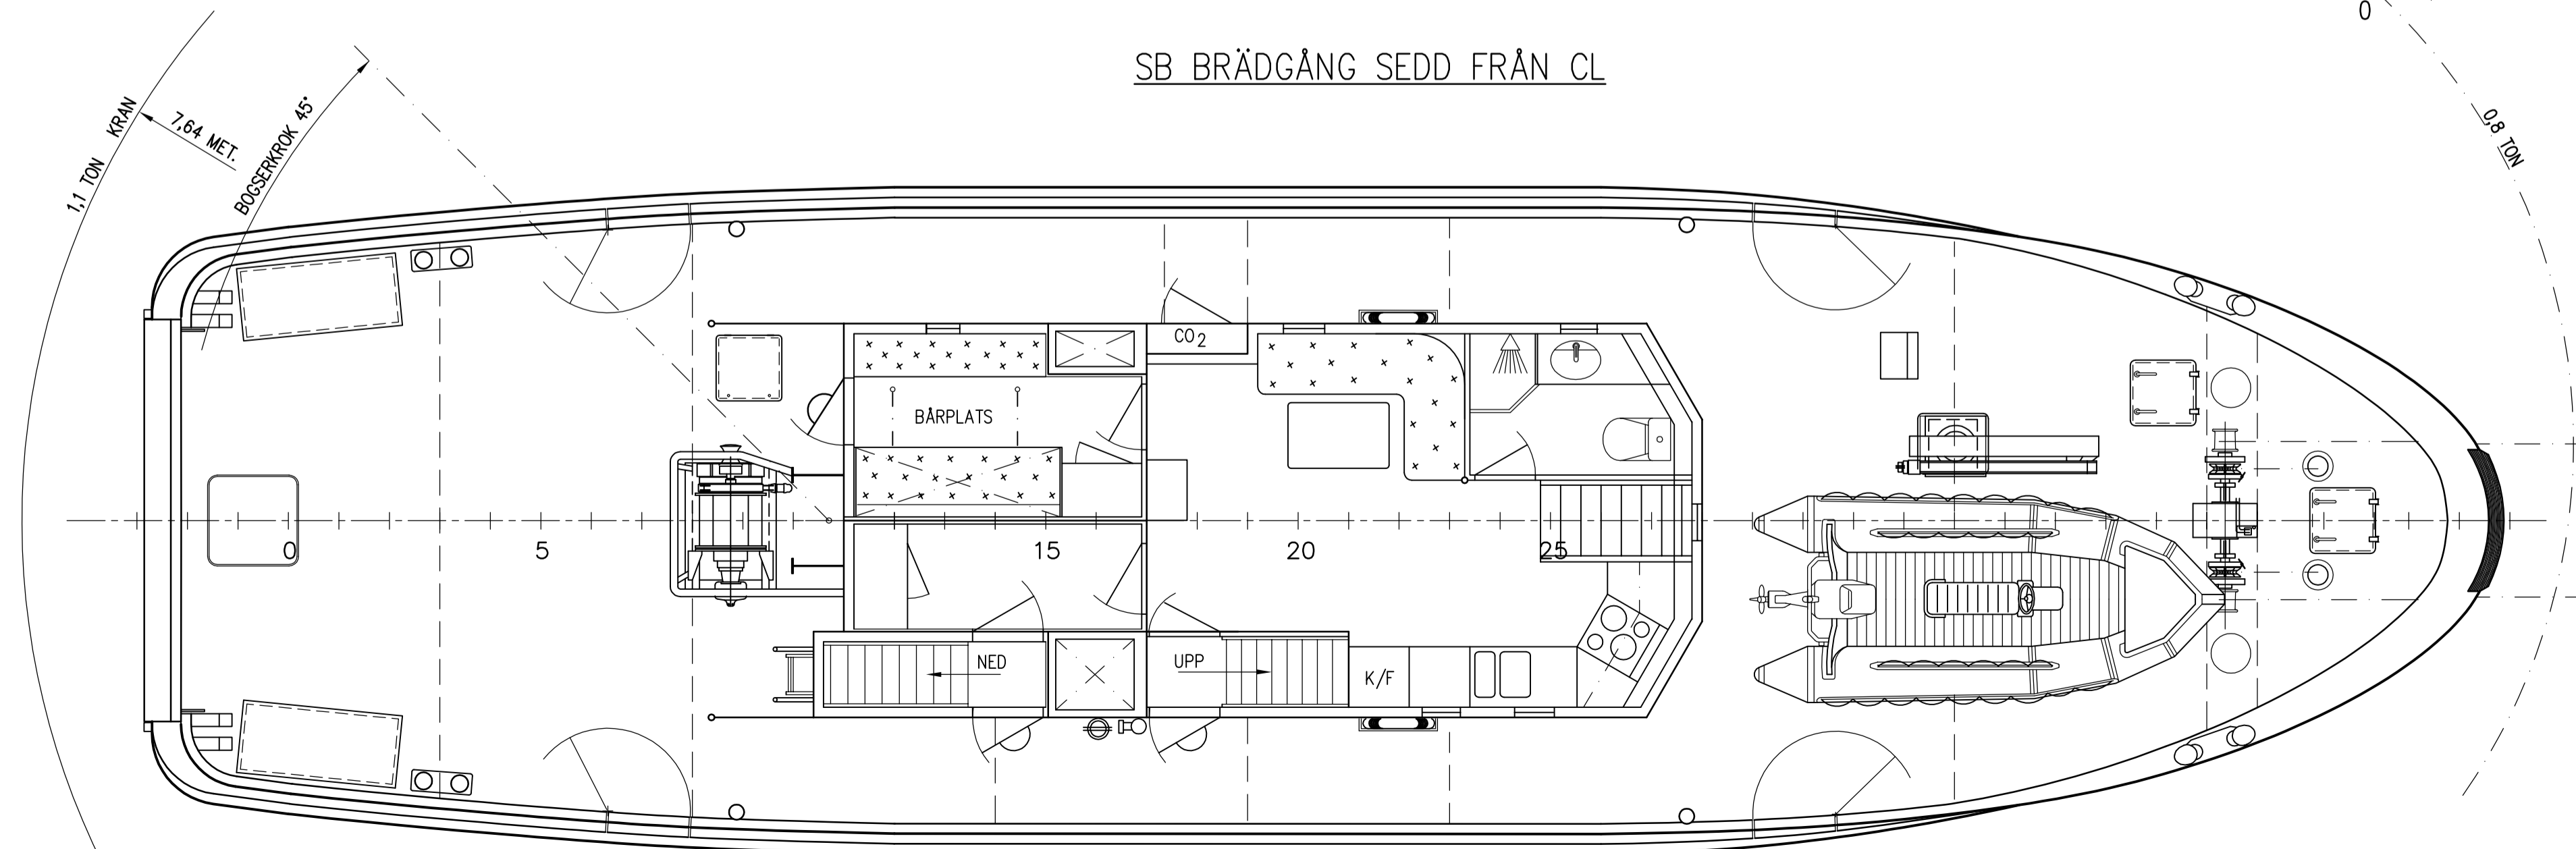 0
SB BRÄDGÅNG SEDD FRÅN CL
1,1 TON KRAN
7,64 MET.
BOGSERKROK 45°
0,8 TON
CO2
BÅRPLATS
0 5 15 20 25
NED
UPP
K/F